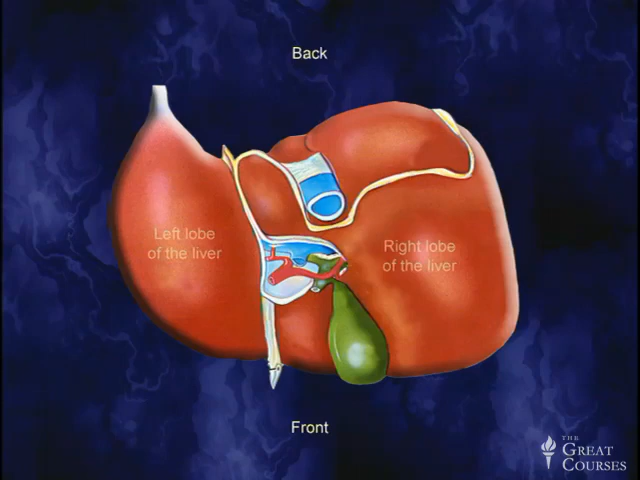 Back
Left lobe
of the liver
Right lobe
of the liver
Front
THE
GREAT
COURSES